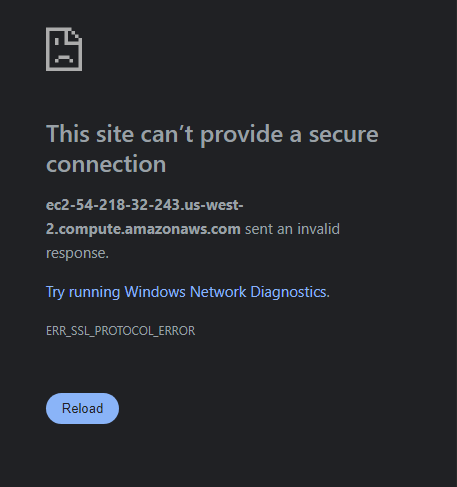 This site can’t provide a secure
connection
ec2-54-218-32-243.us-west-
2.compute.amazonaws.com sent an invalid
response.
Try running Windows Network Diagnostics.
ERR_SSL_PROTOCOL_ERROR
Reload